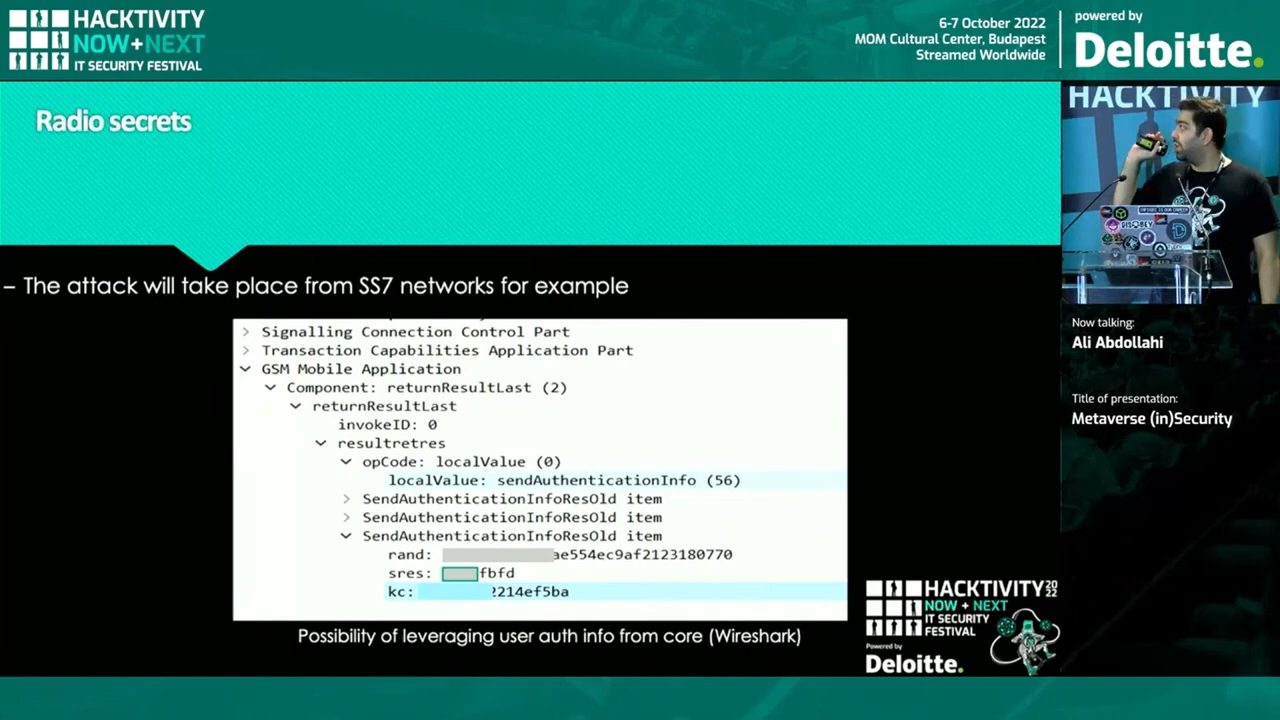 HACKTIVITY
NOW+NEXT
IT SECURITY FESTIVAL
6-7 October 2022
MOM Cultural Center, Budapest
Streamed Worldwide
powered by
Deloitte.
Radio secrets
– The attack will take place from SS7 networks for example
Signalling Connection Control Part
Transaction Capabilities Application Part
GSM Mobile Application
Component: returnResultLast (2)
returnResultLast
invokeID: 0
resultretres
opCode: localValue (0)
localValue: sendAuthenticationInfo (56)
SendAuthenticationInfoResOld item
SendAuthenticationInfoResOld item
SendAuthenticationInfoResOld item
rand: ae554ec9af2123180770
sres: fbfd
kc: 2214ef5ba
Possibility of leveraging user auth info from core (Wireshark)
HACKTIVITY
Now talking:
Ali Abdollahi
Title of presentation:
Metaverse (in)Security
HACKTIVITY 2022
NOW + NEXT
IT SECURITY
FESTIVAL
Powered by
Deloitte.